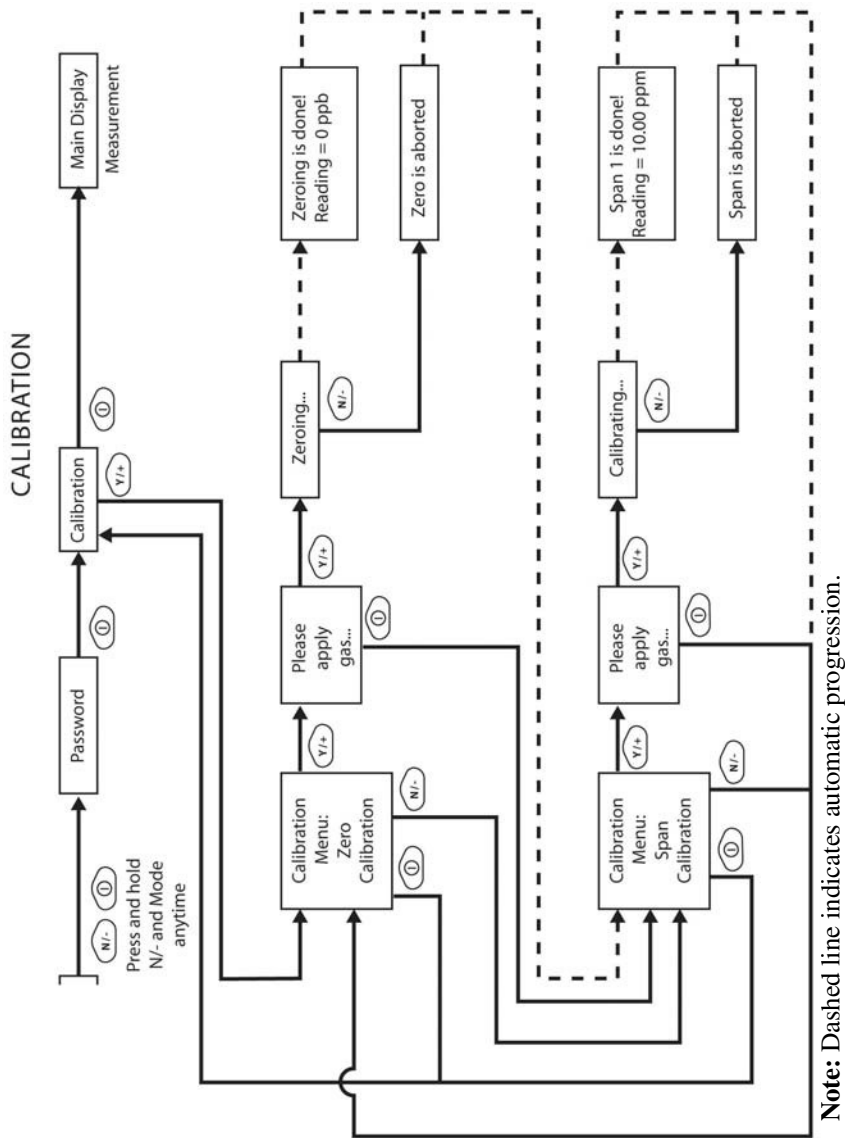 CALIBRATION
N/-
Press and hold
N/- and Mode
anytime
Password
Calibration
Y/+
Main Display
Measurement
Calibration
Menu:
Zero
Calibration
N/-
Y/+
Please
apply
gas...
Y/+
Zeroing...
N/-
Zeroing is done!
Reading = 0 ppb
Zero is aborted
Calibration
Menu:
Span
Calibration
N/-
Y/+
Please
apply
gas...
Y/+
Calibrating...
N/-
Span 1 is done!
Reading = 10.00 ppm
Span is aborted
Note: Dashed line indicates automatic progression.